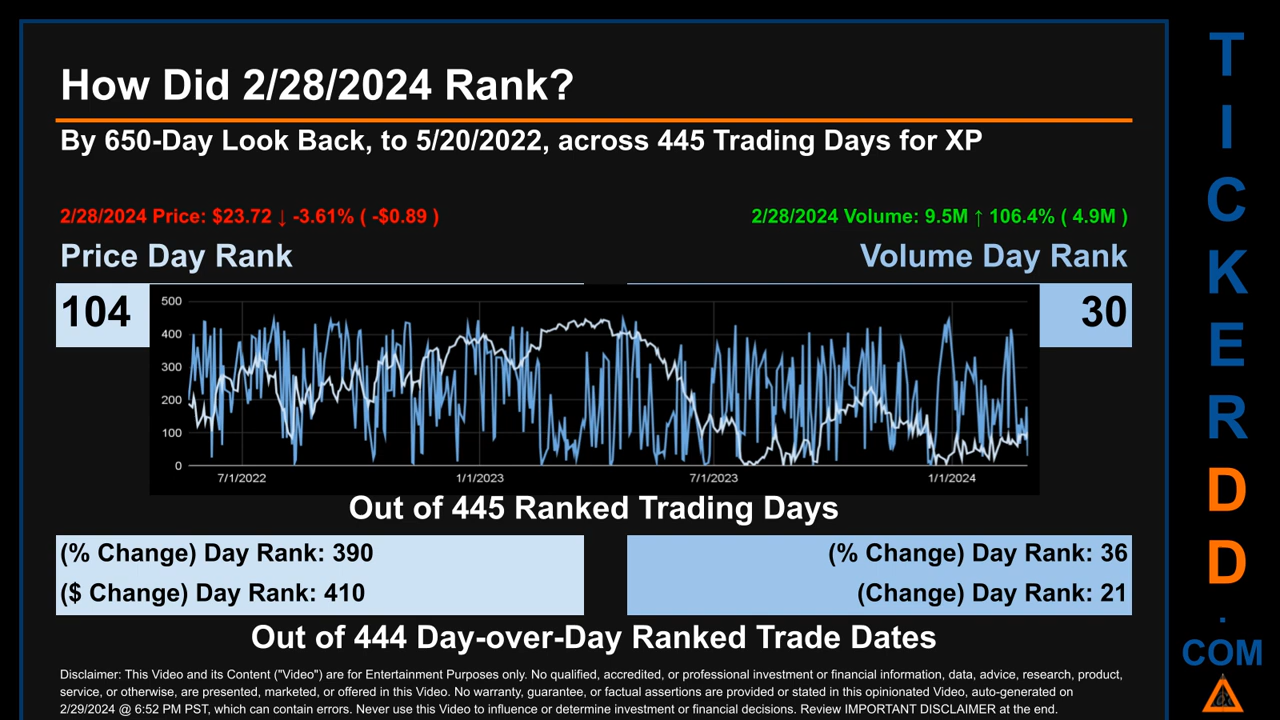 How Did 2/28/2024 Rank?
By 650-Day Look Back, to 5/20/2022, across 445 Trading Days for XP
2/28/2024 Price: $23.72 ↓ -3.61% ( -$0.89 )
2/28/2024 Volume: 9.5M ↑ 106.4% ( 4.9M )
Price Day Rank
Volume Day Rank
104
30
500
400
300
200
100
0
7/1/2022
1/1/2023
7/1/2023
1/1/2024
Out of 445 Ranked Trading Days
(% Change) Day Rank: 390
($ Change) Day Rank: 410
(% Change) Day Rank: 36
(Change) Day Rank: 21
Out of 444 Day-over-Day Ranked Trade Dates
Disclaimer: This Video and its Content ("Video") are for Entertainment Purposes only. No qualified, accredited, or professional investment or financial information, data, advice, research, product,
service, or otherwise, are presented, marketed, or offered in this Video. No warranty, guarantee, or factual assertions are provided or stated in this opinionated Video, auto-generated on
2/29/2024 @ 6:52 PM PST, which can contain errors. Never use this Video to influence or determine investment or financial decisions. Review IMPORTANT DISCLAIMER at the end.
T
I
C
K
E
R
D
D
.
COM